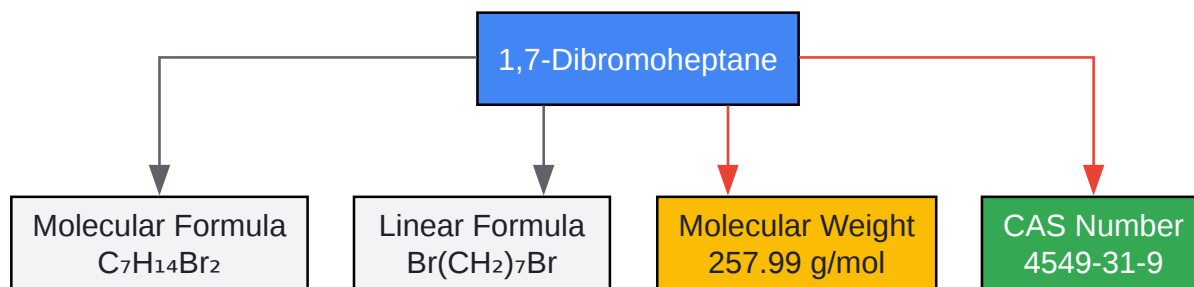 1,7-Dibromoheptane
Molecular Formula
C₇H₁₄Br₂
Linear Formula
Br(CH₂)₇Br
Molecular Weight
257.99 g/mol
CAS Number
4549-31-9